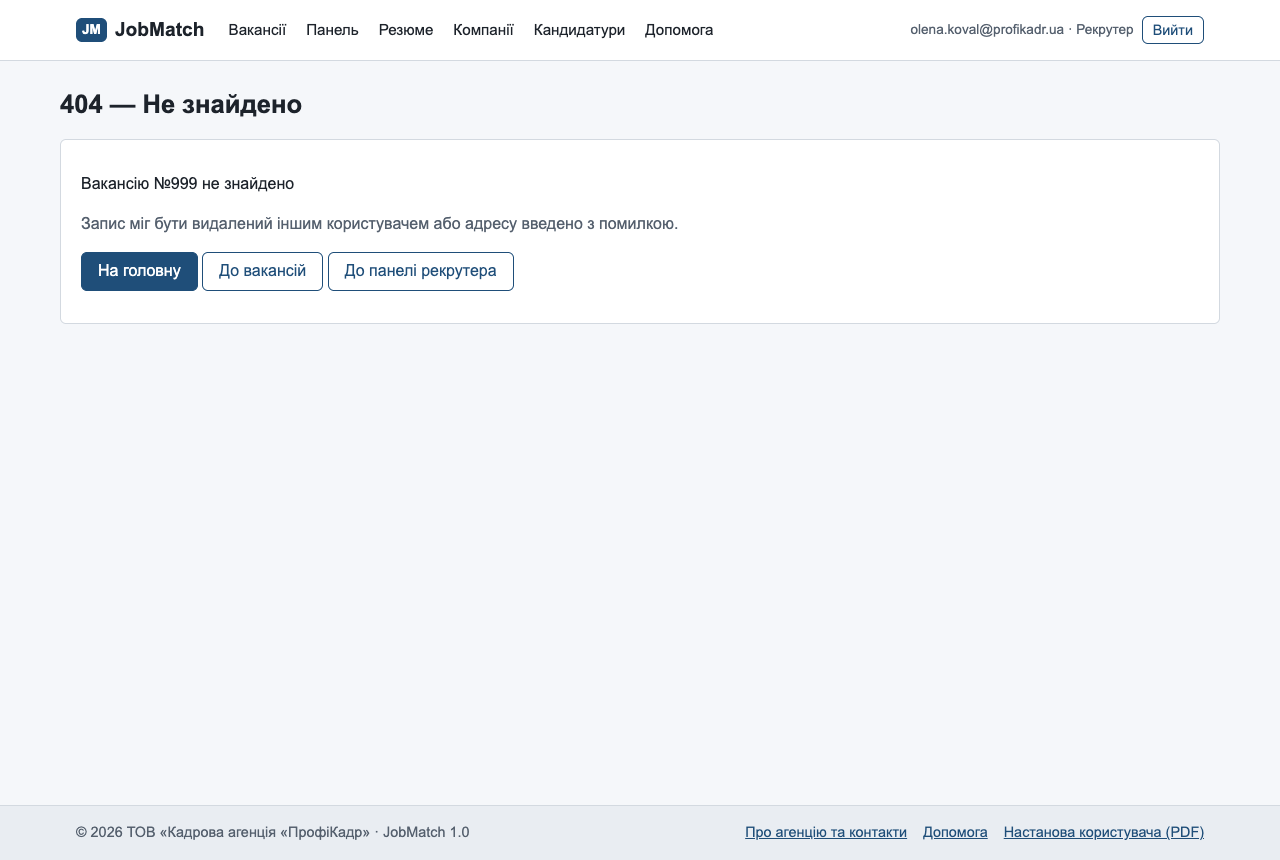 JM JobMatch Вакансії Панель Резюме Компанії Кандидатури Допомога olena.koval@profikadr.ua · Рекрутер Вийти
404 — Не знайдено
Вакансію №999 не знайдено
Запис міг бути видалений іншим користувачем або адресу введено з помилкою.
На головну До вакансій До панелі рекрутера
© 2026 ТОВ «Кадрова агенція «ПрофіКадр» · JobMatch 1.0 Про агенцію та контакти Допомога Настанова користувача (PDF)